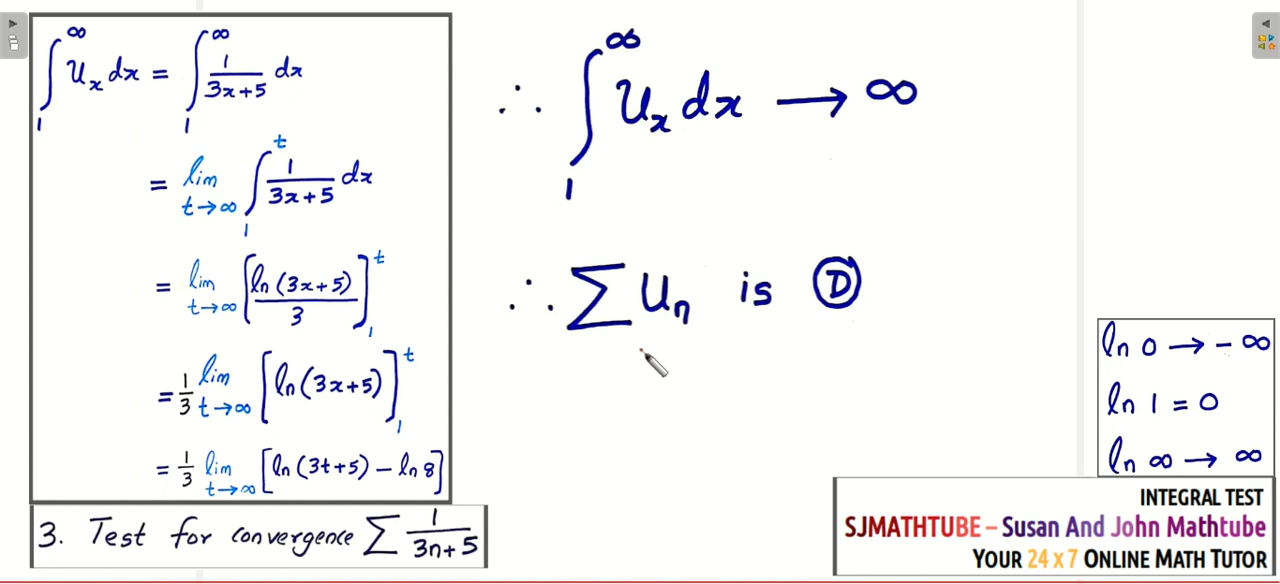 ∫₁^∞ Uₓ dx = ∫₁^∞ 1/(3x+5) dx
= lim t→∞ ∫₁^t 1/(3x+5) dx
= lim t→∞ [ln(3x+5)/3]₁^t
= 1/3 lim t→∞ [ln(3x+5)]₁^t
= 1/3 lim t→∞ [ln(3t+5) − ln 8]
3. Test for convergence Σ 1/(3n+5)
∴ ∫₁^∞ Uₓ dx → ∞
∴ Σ Uₙ is Ⓓ
ln 0 → −∞
ln 1 = 0
ln ∞ → ∞
INTEGRAL TEST
SJMATHTUBE – Susan And John Mathtube
YOUR 24 x 7 ONLINE MATH TUTOR